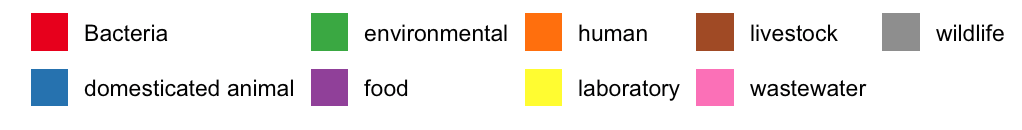 Bacteria environmental human livestock wildlife
domesticated animal food laboratory wastewater